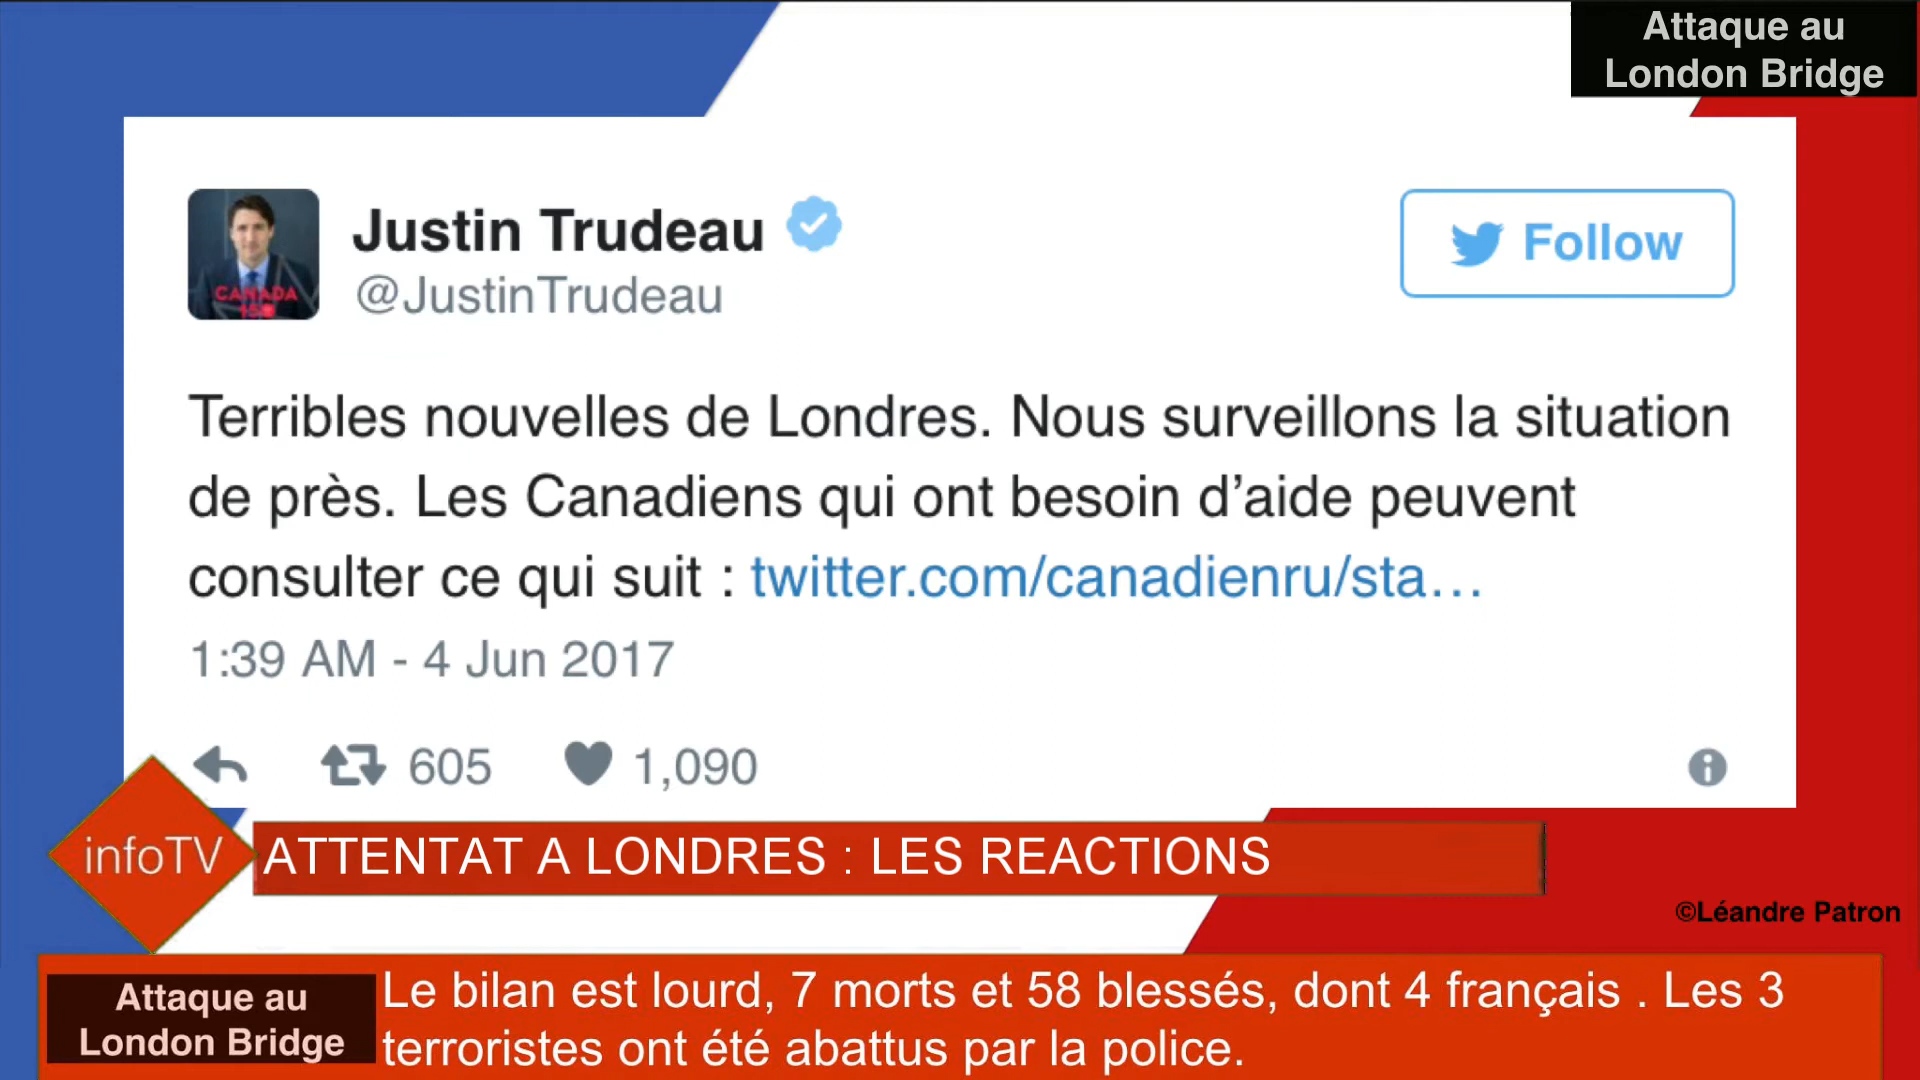 Attaque au
London Bridge
Justin Trudeau
@JustinTrudeau
Follow
CANADA
Terribles nouvelles de Londres. Nous surveillons la situation
de près. Les Canadiens qui ont besoin d’aide peuvent
consulter ce qui suit : twitter.com/canadienru/sta…
1:39 AM - 4 Jun 2017
605
1,090
infoTV
ATTENTAT A LONDRES : LES REACTIONS
©Léandre Patron
Attaque au
London Bridge
Le bilan est lourd, 7 morts et 58 blessés, dont 4 français . Les 3
terroristes ont été abattus par la police.